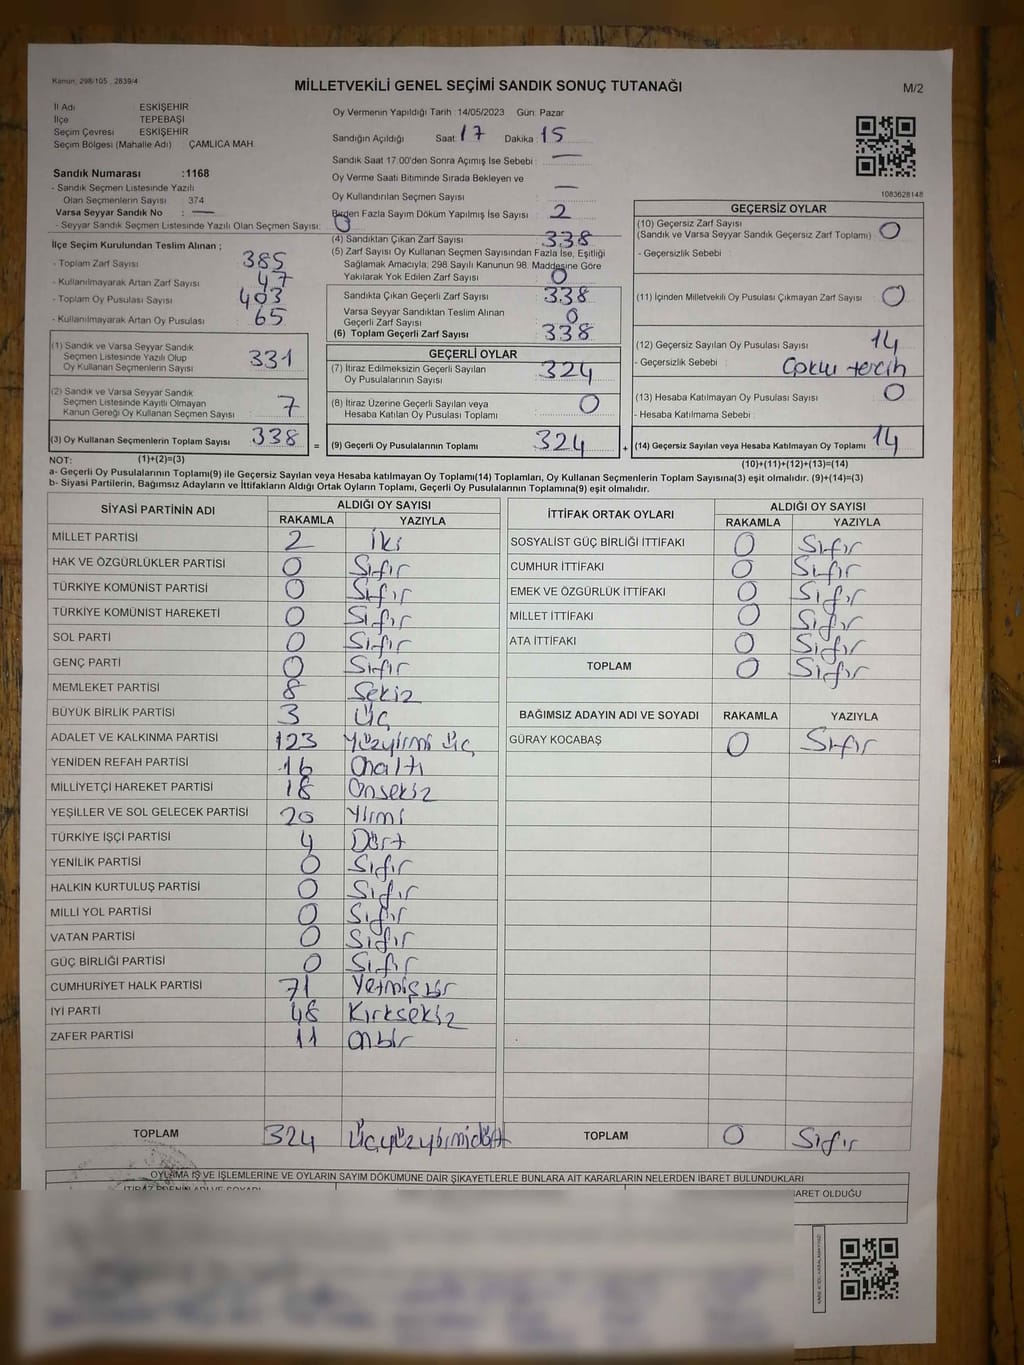 Kanun, 298/105 , 2839/4
MİLLETVEKİLİ GENEL SEÇİMİ SANDIK SONUÇ TUTANAĞI
M/2
İl Adı ESKİŞEHİR
İlçe TEPEBAŞI
Seçim Çevresi ESKİŞEHİR
Seçim Bölgesi (Mahalle Adı) ÇAMLICA MAH.
Sandık Numarası :1168
- Sandık Seçmen Listesinde Yazılı
Olan Seçmenlerin Sayısı : 374
Varsa Seyyar Sandık No : —
- Seyyar Sandık Seçmen Listesinde Yazılı Olan Seçmen Sayısı: 0
Oy Vermenin Yapıldığı Tarih : 14/05/2023 Gün: Pazar
Sandığın Açıldığı Saat 17 Dakika 15
Sandık Saat 17.00'den Sonra Açımış İse Sebebi : —
Oy Verme Saati Bitiminde Sırada Bekleyen ve
Oy Kullandırılan Seçmen Sayısı : —
Birden Fazla Sayım Döküm Yapılmış İse Sayısı : 2
1083628148
İlçe Seçim Kurulundan Teslim Alınan ;
- Toplam Zarf Sayısı : 385
- Kullanılmayarak Artan Zarf Sayısı : 47
- Toplam Oy Pusulası Sayısı : 403
- Kullanılmayarak Artan Oy Pusulası : 65
(1) Sandık ve Varsa Seyyar Sandık
Seçmen Listesinde Yazılı Olup
Oy Kullanan Seçmenlerin Sayısı 331
(2) Sandık ve Varsa Seyyar Sandık
Seçmen Listesinde Kayıtlı Olmayan
Kanun Gereği Oy Kullanan Seçmen Sayısı 7
(3) Oy Kullanan Seçmenlerin Toplam Sayısı 338 =
(4) Sandıktan Çıkan Zarf Sayısı 338
(5) Zarf Sayısı Oy Kullanan Seçmen Sayısından Fazla İse, Eşitliği
Sağlamak Amacıyla; 298 Sayılı Kanunun 98. Maddesine Göre
Yakılarak Yok Edilen Zarf Sayısı : 0
Sandıkta Çıkan Geçerli Zarf Sayısı 338
Varsa Seyyar Sandıktan Teslim Alınan
Geçerli Zarf Sayısı 0
(6) Toplam Geçerli Zarf Sayısı 338
GEÇERLİ OYLAR
(7) İtiraz Edilmeksizin Geçerli Sayılan
Oy Pusulalarının Sayısı 324
(8) İtiraz Üzerine Geçerli Sayılan veya
Hesaba Katılan Oy Pusulası Toplamı 0
(9) Geçerli Oy Pusulalarının Toplamı 324 +
GEÇERSİZ OYLAR
(10) Geçersiz Zarf Sayısı
(Sandık ve Varsa Seyyar Sandık Geçersiz Zarf Toplamı) 0
- Geçersizlik Sebebi :
(11) İçinden Milletvekili Oy Pusulası Çıkmayan Zarf Sayısı 0
(12) Geçersiz Sayılan Oy Pusulası Sayısı 14
- Geçersizlik Sebebi : Çoklu tercih
(13) Hesaba Katılmayan Oy Pusulası Sayısı 0
- Hesaba Katılmama Sebebi :
(14) Geçersiz Sayılan veya Hesaba Katılmayan Oy Toplamı 14
NOT: (1)+(2)=(3)
(10)+(11)+(12)+(13)=(14)
a- Geçerli Oy Pusulalarının Toplamı(9) ile Geçersiz Sayılan veya Hesaba katılmayan Oy Toplamı(14) Toplamları, Oy Kullanan Seçmenlerin Toplam Sayısına(3) eşit olmalıdır. (9)+(14)=(3)
b- Siyasi Partilerin, Bağımsız Adayların ve İttifakların Aldığı Ortak Oyların Toplamı, Geçerli Oy Pusulalarının Toplamına(9) eşit olmalıdır.
SİYASİ PARTİNİN ADI ALDIĞI OY SAYISI
RAKAMLA YAZIYLA
MİLLET PARTİSİ 2 İki
HAK VE ÖZGÜRLÜKLER PARTİSİ 0 Sıfır
TÜRKİYE KOMÜNİST PARTİSİ 0 Sıfır
TÜRKİYE KOMÜNİST HAREKETİ 0 Sıfır
SOL PARTİ 0 Sıfır
GENÇ PARTİ 0 Sıfır
MEMLEKET PARTİSİ 8 Sekiz
BÜYÜK BİRLİK PARTİSİ 3 Üç
ADALET VE KALKINMA PARTİSİ 123 Yüzyirmi üç
YENİDEN REFAH PARTİSİ 16 Onaltı
MİLLİYETÇİ HAREKET PARTİSİ 18 Onsekiz
YEŞİLLER VE SOL GELECEK PARTİSİ 20 Yirmi
TÜRKİYE İŞÇİ PARTİSİ 4 Dört
YENİLİK PARTİSİ 0 Sıfır
HALKIN KURTULUŞ PARTİSİ 0 Sıfır
MİLLİ YOL PARTİSİ 0 Sıfır
VATAN PARTİSİ 0 Sıfır
GÜÇ BİRLİĞİ PARTİSİ 0 Sıfır
CUMHURİYET HALK PARTİSİ 71 Yetmişbir
İYİ PARTİ 48 Kırksekiz
ZAFER PARTİSİ 11 Onbir
TOPLAM 324 Üçyüzyirmidört
İTTİFAK ORTAK OYLARI ALDIĞI OY SAYISI
RAKAMLA YAZIYLA
SOSYALİST GÜÇ BİRLİĞİ İTTİFAKI 0 Sıfır
CUMHUR İTTİFAKI 0 Sıfır
EMEK VE ÖZGÜRLÜK İTTİFAKI 0 Sıfır
MİLLET İTTİFAKI 0 Sıfır
ATA İTTİFAKI 0 Sıfır
TOPLAM 0 Sıfır
BAĞIMSIZ ADAYIN ADI VE SOYADI RAKAMLA YAZIYLA
GÜRAY KOCABAŞ 0 Sıfır
TOPLAM 0 Sıfır
OYLAMA İŞ VE İŞLEMLERİNE VE OYLARIN SAYIM DÖKÜMÜNE DAİR ŞİKAYETLERLE BUNLARA AİT KARARLARIN NELERDEN İBARET BULUNDUKLARI
İTİRAZ EDENİN ADI VE SOYADI
BARET OLDUĞU